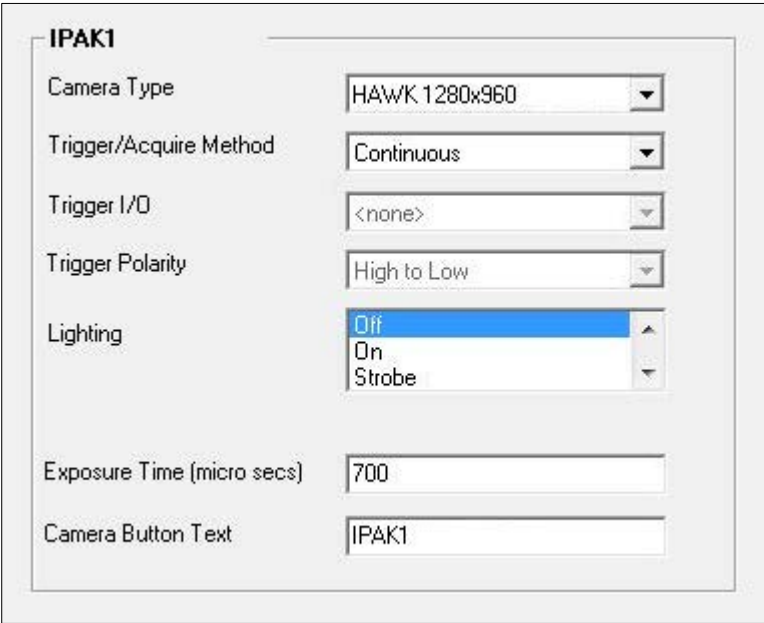 IPAK1
Camera Type HAWK 1280x960
Trigger/Acquire Method Continuous
Trigger I/O <none>
Trigger Polarity High to Low
Lighting Off
On
Strobe
Exposure Time (micro secs) 700
Camera Button Text IPAK1